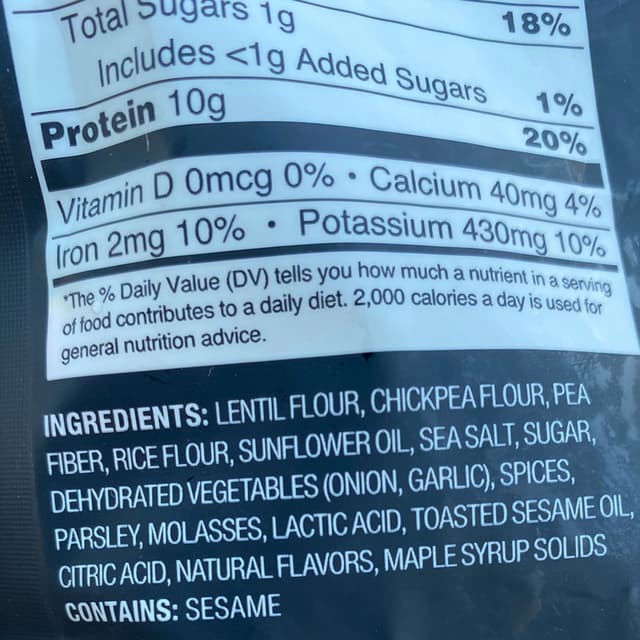 Total Sugars 1g
18%
Includes <1g Added Sugars 1%
Protein 10g 20%
Vitamin D 0mcg 0% • Calcium 40mg 4%
Iron 2mg 10% • Potassium 430mg 10%
*The % Daily Value (DV) tells you how much a nutrient in a serving
of food contributes to a daily diet. 2,000 calories a day is used for
general nutrition advice.
INGREDIENTS: LENTIL FLOUR, CHICKPEA FLOUR, PEA
FIBER, RICE FLOUR, SUNFLOWER OIL, SEA SALT, SUGAR,
DEHYDRATED VEGETABLES (ONION, GARLIC), SPICES,
PARSLEY, MOLASSES, LACTIC ACID, TOASTED SESAME OIL,
CITRIC ACID, NATURAL FLAVORS, MAPLE SYRUP SOLIDS
CONTAINS: SESAME